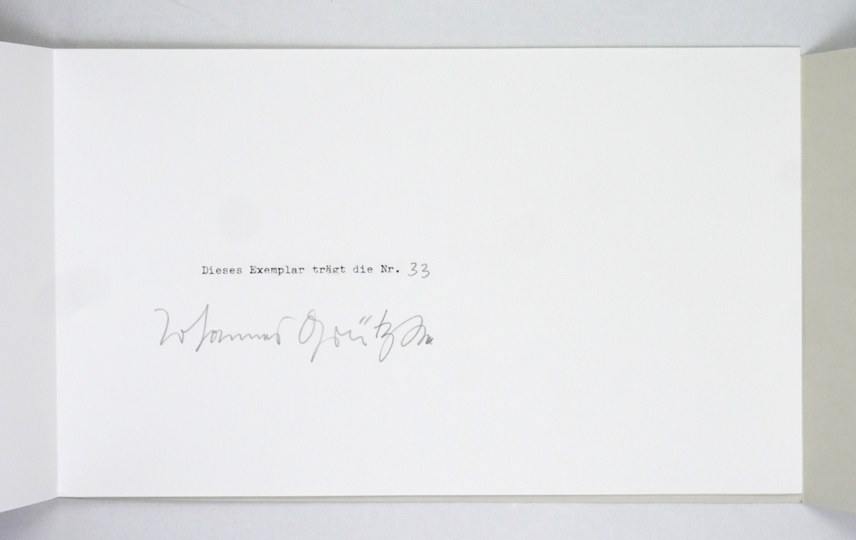 Dieses Exemplar trägt die Nr. 33
Johannes Grützke